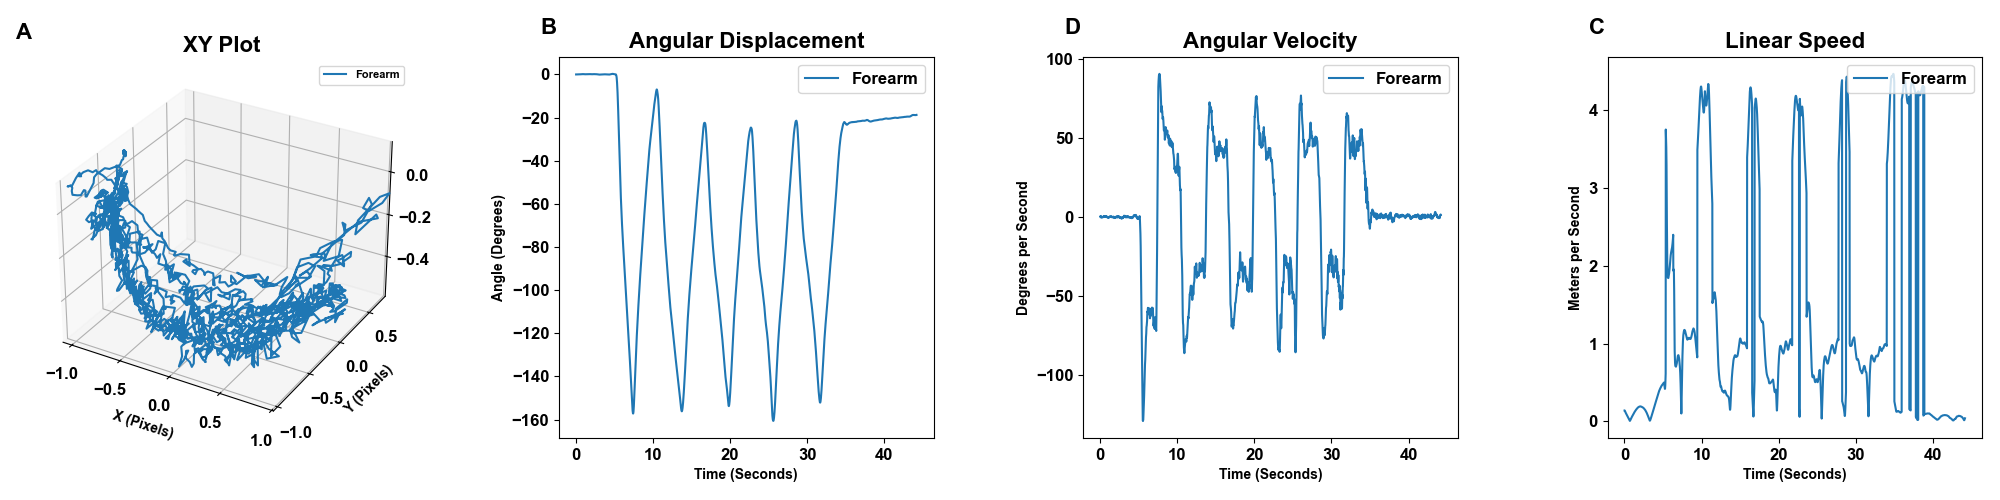 A
XY Plot
Forearm
0.0
−0.2
−0.4
0.5
0.0
−0.5
−1.0
Y (Pixels)
−1.0
−0.5
0.0
0.5
1.0
X (Pixels)
B
Angular Displacement
Forearm
0
−20
−40
−60
−80
−100
−120
−140
−160
Angle (Degrees)
0 10 20 30 40
Time (Seconds)
D
Angular Velocity
Forearm
100
50
0
−50
−100
Degrees per Second
0 10 20 30 40
Time (Seconds)
C
Linear Speed
Forearm
4
3
2
1
0
Meters per Second
0 10 20 30 40
Time (Seconds)